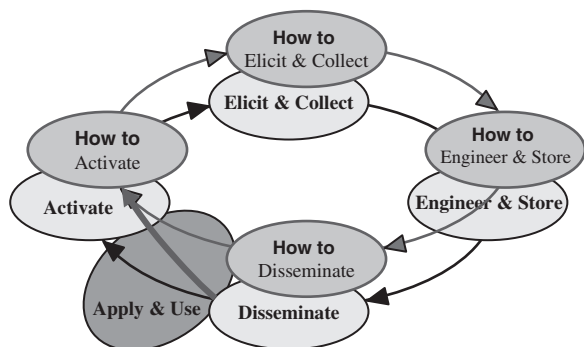 How to
Elicit & Collect
Elicit & Collect
How to
Engineer & Store
Engineer & Store
How to
Activate
Activate
How to
Disseminate
Disseminate
Apply & Use